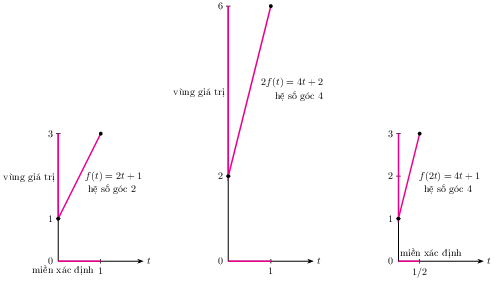 3
vùng giá trị
f(t) = 2t + 1
hệ số góc 2
1
0
t
miền xác định
1
6
vùng giá trị
2f(t) = 4t + 2
hệ số góc 4
2
0
t
1
3
2
f(2t) = 4t + 1
hệ số góc 4
1
miền xác định
0
t
1/2